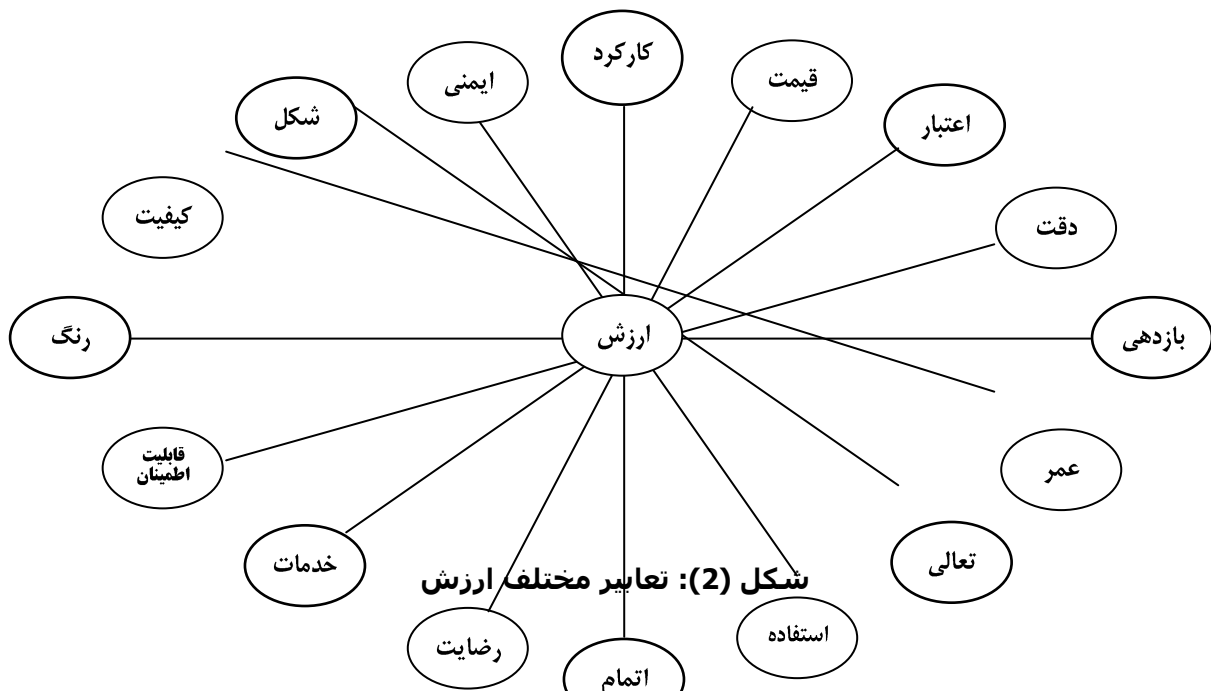 کارکرد
قیمت
ایمنی
اعتبار
شکل
دقت
کیفیت
بازدهی
ارزش
رنگ
عمر
قابلیت
اطمینان
تعالی
خدمات
شکل (2): تعابیر مختلف ارزش
استفاده
رضایت
اتمام